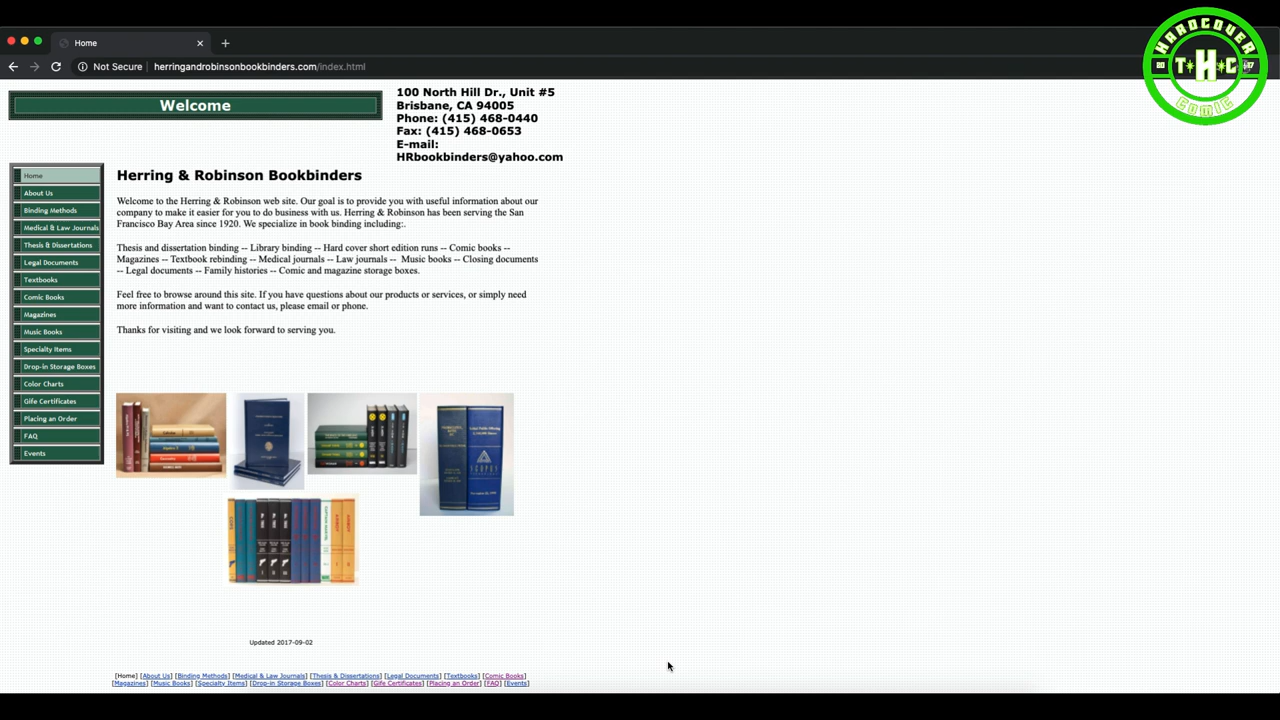 Home
Not Secure herringandrobinsonbookbinders.com/index.html
HARDCOVER
20 THC
COMIC
Welcome
100 North Hill Dr., Unit #5
Brisbane, CA 94005
Phone: (415) 468-0440
Fax: (415) 468-0653
E-mail:
HRbookbinders@yahoo.com
Home
About Us
Binding Methods
Medical & Law Journals
Thesis & Dissertations
Legal Documents
Textbooks
Comic Books
Magazines
Music Books
Specialty Items
Drop-in Storage Boxes
Color Charts
Gife Certificates
Placing an Order
FAQ
Events
Herring & Robinson Bookbinders
Welcome to the Herring & Robinson web site. Our goal is to provide you with useful information about our
company to make it easier for you to do business with us. Herring & Robinson has been serving the San
Francisco Bay Area since 1920. We specialize in book binding including:.
Thesis and dissertation binding -- Library binding -- Hard cover short edition runs -- Comic books --
Magazines -- Textbook rebinding -- Medical journals -- Law journals -- Music books -- Closing documents
-- Legal documents -- Family histories -- Comic and magazine storage boxes.
Feel free to browse around this site. If you have questions about our products or services, or simply need
more information and want to contact us, please email or phone.
Thanks for visiting and we look forward to serving you.
Updated 2017-09-02
[Home] [About Us] [Binding Methods] [Medical & Law Journals] [Thesis & Dissertations] [Legal Documents] [Textbooks] [Comic Books]
[Magazines] [Music Books] [Specialty Items] [Drop-in Storage Boxes] [Color Charts] [Gife Certificates] [Placing an Order] [FAQ] [Events]